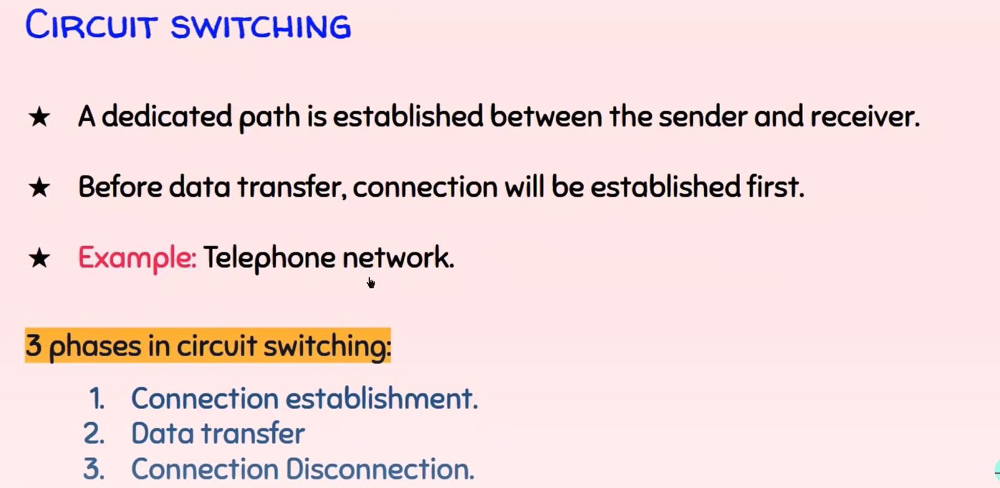 CIRCUIT SWITCHING
★ A dedicated path is established between the sender and receiver.
★ Before data transfer, connection will be established first.
★ Example: Telephone network.
3 phases in circuit switching:
1. Connection establishment.
2. Data transfer
3. Connection Disconnection.